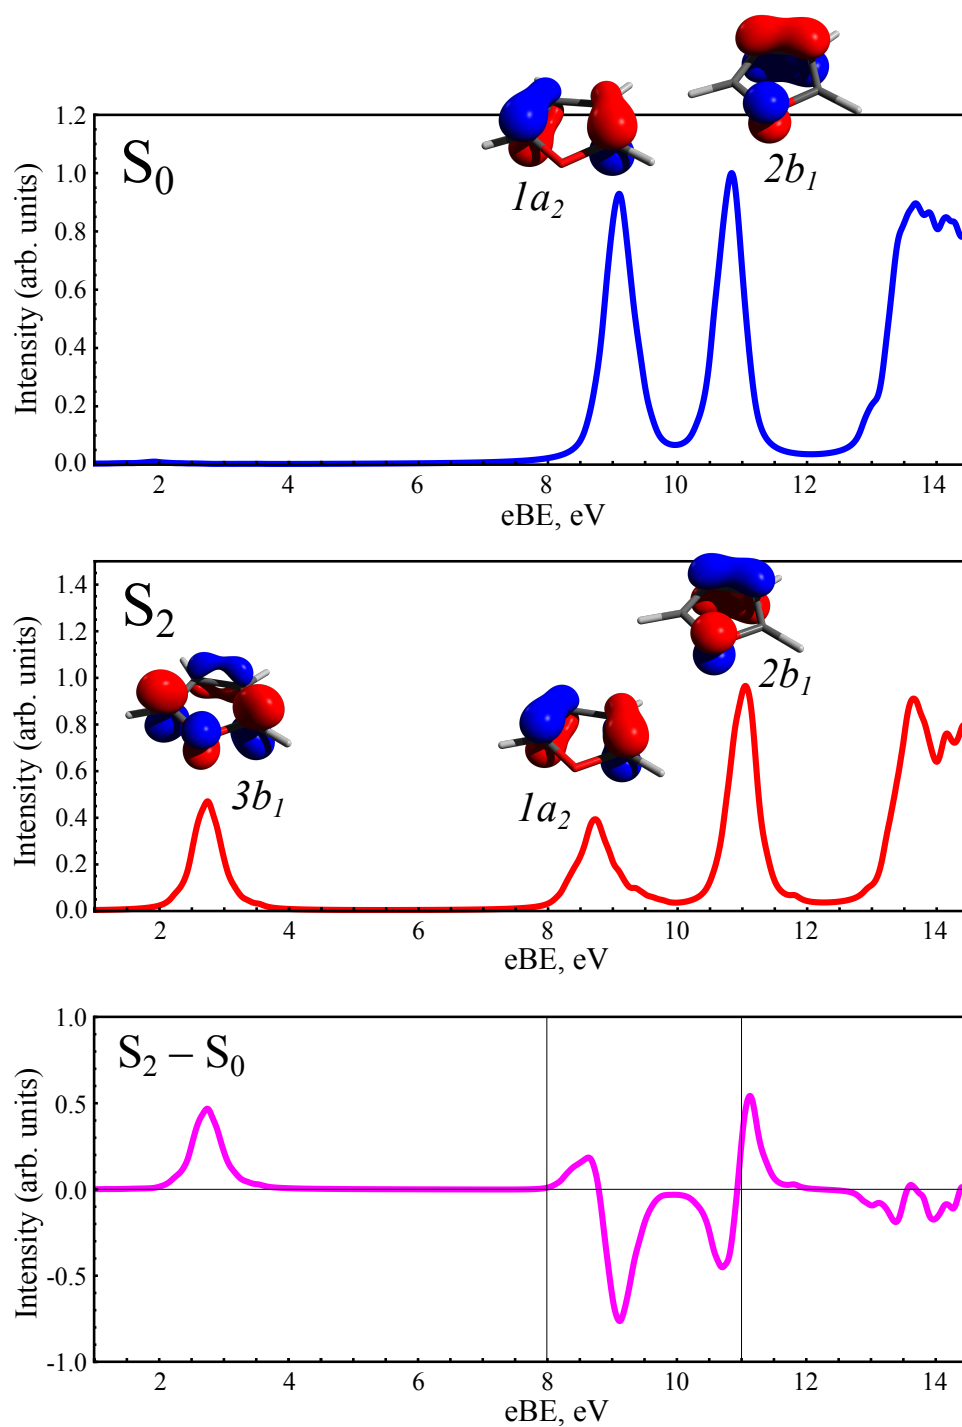 S0
1a2
2b1
Intensity (arb. units)
1.2
1.0
0.8
0.6
0.4
0.2
0.0
2 4 6 8 10 12 14
eBE, eV
S2
3b1
1a2
2b1
Intensity (arb. units)
1.4
1.2
1.0
0.8
0.6
0.4
0.2
0.0
2 4 6 8 10 12 14
eBE, eV
S2 – S0
Intensity (arb. units)
1.0
0.5
0.0
-0.5
-1.0
2 4 6 8 10 12 14
eBE, eV